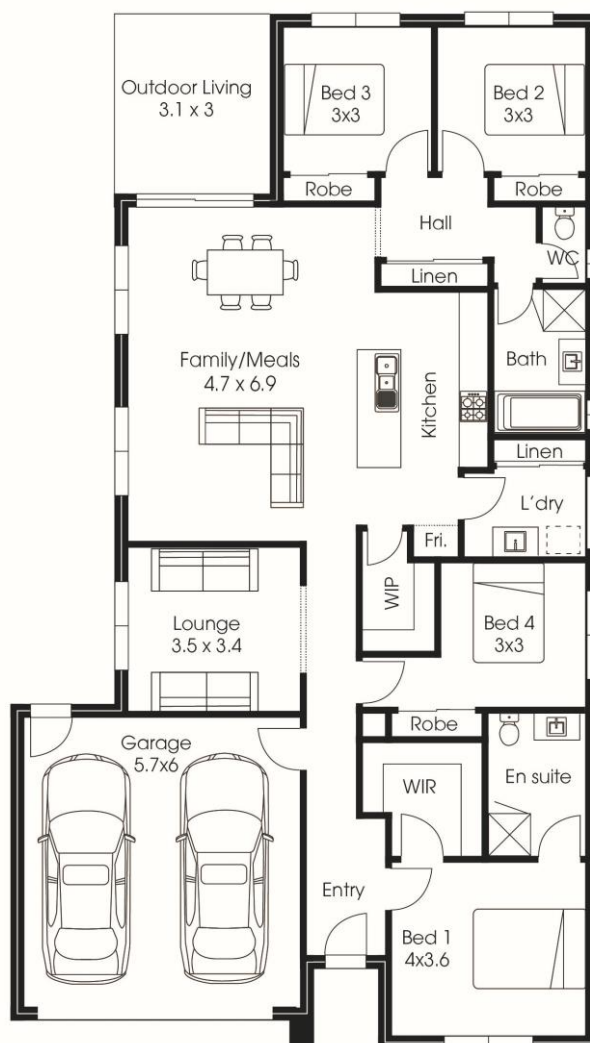 Outdoor Living
3.1 x 3
Bed 3
3x3
Bed 2
3x3
Robe
Robe
Hall
WC
Linen
Family/Meals
4.7 x 6.9
Kitchen
Bath
Linen
L'dry
Fri.
WIP
Lounge
3.5 x 3.4
Bed 4
3x3
Robe
Garage
5.7x6
WIR
En suite
Entry
Bed 1
4x3.6